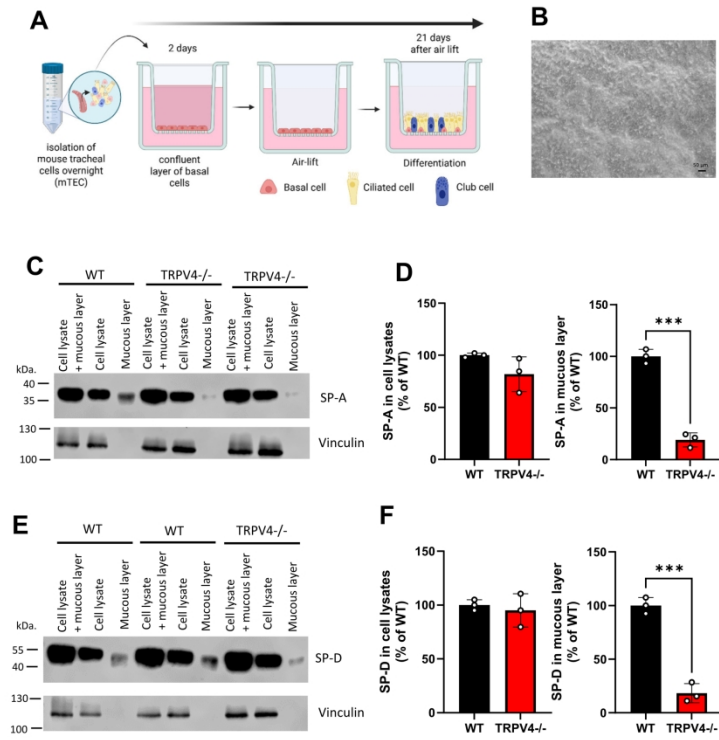 A
2 days
21 days
after air lift
isolation of
mouse tracheal
cells overnight
(mTEC)
confluent
layer of basal
cells
Air-lift
Differentiation
Basal cell
Ciliated cell
Club cell
B
C
WT
TRPV4-/-
TRPV4-/-
Cell lysate
+ mucous layer
Cell lysate
Mucous layer
Cell lysate
+ mucous layer
Cell lysate
Mucous layer
Cell lysate
+ mucous layer
Cell lysate
Mucous layer
kDa.
40
35
SP-A
130
100
Vinculin
D
SP-A in cell lysates
(% of WT)
150
100
50
0
WT
TRPV4-/-
SP-A in mucuos layer
(% of WT)
150
100
50
0
***
WT
TRPV4-/-
E
WT
WT
TRPV4-/-
Cell lysate
+ mucous layer
Cell lysate
Mucous layer
Cell lysate
+ mucous layer
Cell lysate
Mucous layer
Cell lysate
+ mucous layer
Cell lysate
Mucous layer
kDa.
55
40
SP-D
130
100
Vinculin
F
SP-D in cell lysates
(% of WT)
150
100
50
0
WT
TRPV4-/-
SP-D in mucous layer
(% of WT)
150
100
50
0
***
WT
TRPV4-/-